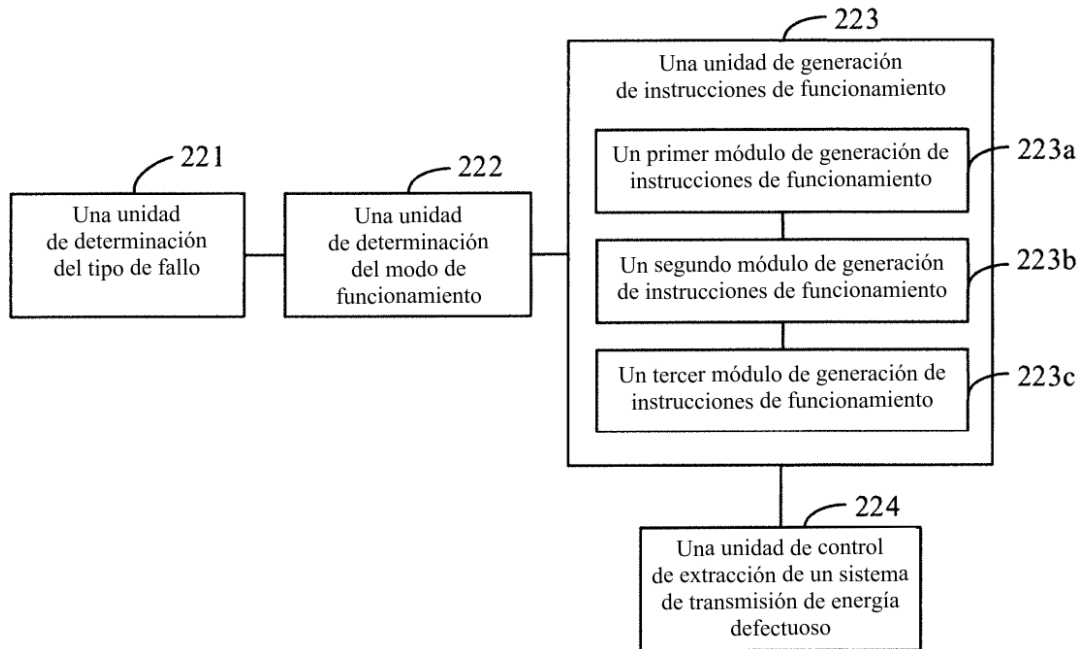 223
Una unidad de generación
de instrucciones de funcionamiento
Un primer módulo de generación de
instrucciones de funcionamiento
223a
221
Una unidad
de determinación
del tipo de fallo
222
Una unidad
de determinación
del modo de
funcionamiento
Un segundo módulo de generación
de instrucciones de funcionamiento
223b
Un tercer módulo de generación de
instrucciones de funcionamiento
223c
224
Una unidad de control
de extracción de un sistema
de transmisión de energía
defectuoso